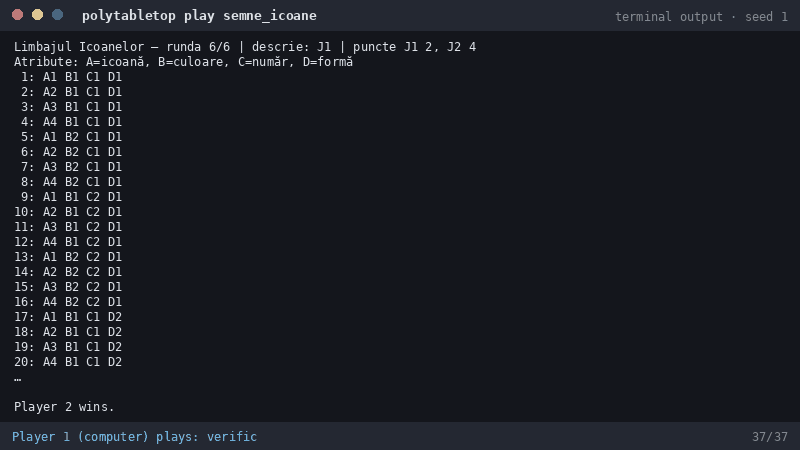 polytabletop play semne_icoane
terminal output · seed 1
Limbajul Icoanelor — runda 6/6 | descrie: J1 | puncte J1 2, J2 4
Atribute: A=icoană, B=culoare, C=număr, D=formă
1: A1 B1 C1 D1
2: A2 B1 C1 D1
3: A3 B1 C1 D1
4: A4 B1 C1 D1
5: A1 B2 C1 D1
6: A2 B2 C1 D1
7: A3 B2 C1 D1
8: A4 B2 C1 D1
9: A1 B1 C2 D1
10: A2 B1 C2 D1
11: A3 B1 C2 D1
12: A4 B1 C2 D1
13: A1 B2 C2 D1
14: A2 B2 C2 D1
15: A3 B2 C2 D1
16: A4 B2 C2 D1
17: A1 B1 C1 D2
18: A2 B1 C1 D2
19: A3 B1 C1 D2
20: A4 B1 C1 D2
…
Player 2 wins.
Player 1 (computer) plays: verific
37/37